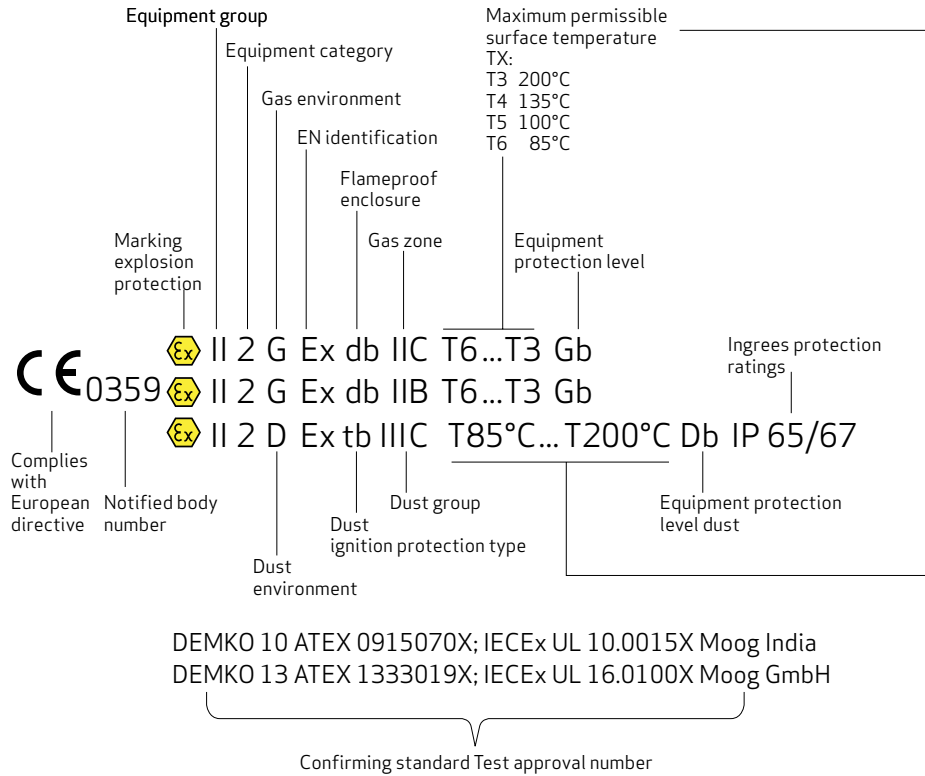 Equipment group
Equipment category
Gas environment
EN identification
Flameproof
enclosure
Gas zone
Maximum permissible
surface temperature
TX:
T3 200°C
T4 135°C
T5 100°C
T6 85°C
Equipment
protection level
Marking
explosion
protection
Ex II 2 G Ex db IIC T6...T3 Gb
CE 0359 Ex II 2 G Ex db IIB T6...T3 Gb
Ex II 2 D Ex tb IIIC T85°C...T200°C Db IP 65/67
Ingrees protection
ratings
Complies
with
European
directive
Notified body
number
Dust
environment
Dust
ignition protection type
Dust group
Equipment protection
level dust
DEMKO 10 ATEX 0915070X; IECEx UL 10.0015X Moog India
DEMKO 13 ATEX 1333019X; IECEx UL 16.0100X Moog GmbH
Confirming standard Test approval number